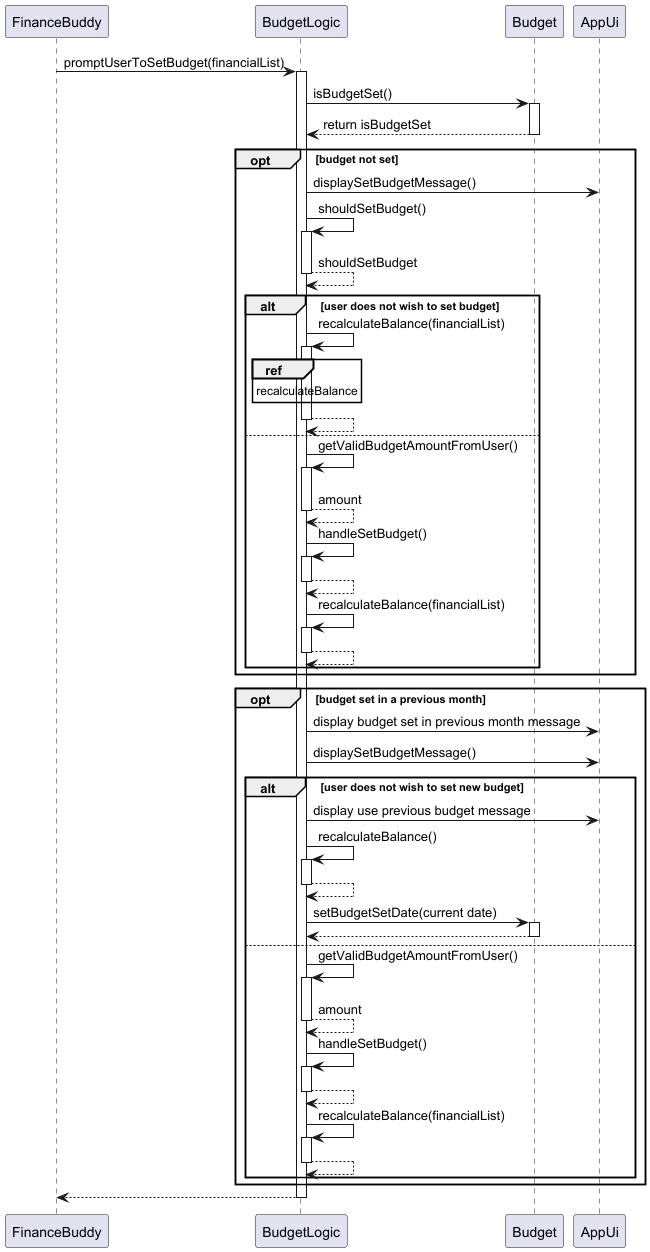 FinanceBuddy BudgetLogic Budget AppUi
promptUserToSetBudget(financialList)
isBudgetSet()
return isBudgetSet
opt [budget not set]
displaySetBudgetMessage()
shouldSetBudget()
shouldSetBudget
alt [user does not wish to set budget]
recalculateBalance(financialList)
ref
recalculateBalance
getValidBudgetAmountFromUser()
amount
handleSetBudget()
recalculateBalance(financialList)
opt [budget set in a previous month]
display budget set in previous month message
displaySetBudgetMessage()
alt [user does not wish to set new budget]
display use previous budget message
recalculateBalance()
setBudgetSetDate(current date)
getValidBudgetAmountFromUser()
amount
handleSetBudget()
recalculateBalance(financialList)
FinanceBuddy BudgetLogic Budget AppUi